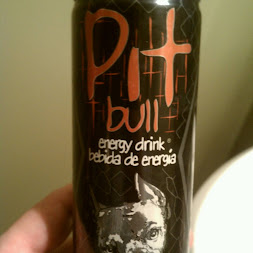 Pit
bull
energy drink
bebida de energía